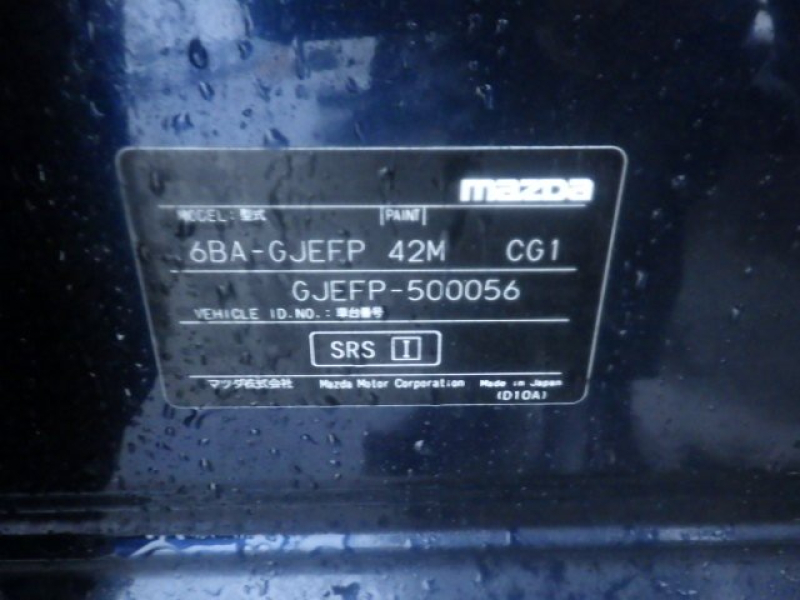 mazda
MODEL: 型式 PAINT
6BA-GJEFP 42M CG1
GJEFP-500056
VEHICLE ID.NO.: 車台番号
SRS I
マツダ株式会社 Mazda Motor Corporation Made in Japan
(D10A)